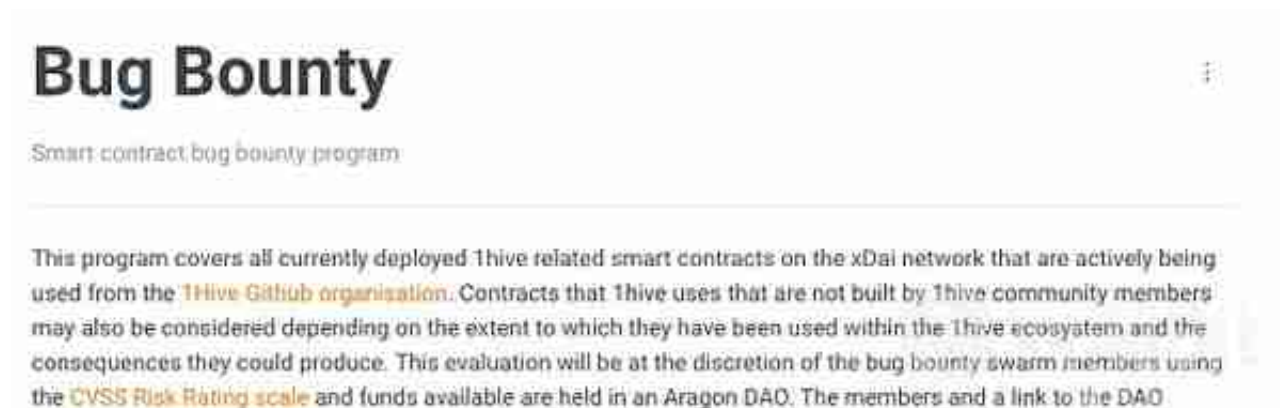 Bug Bounty
Smart contract bug bounty program
This program covers all currently deployed 1hive related smart contracts on the xDai network that are actively being
used from the 1Hive Github organisation. Contracts that 1hive uses that are not built by 1hive community members
may also be considered depending on the extent to which they have been used within the 1hive ecosystem and the
consequences they could produce. This evaluation will be at the discretion of the bug bounty swarm members using
the CVSS Risk Rating scale and funds available are held in an Aragon DAO. The members and a link to the DAO